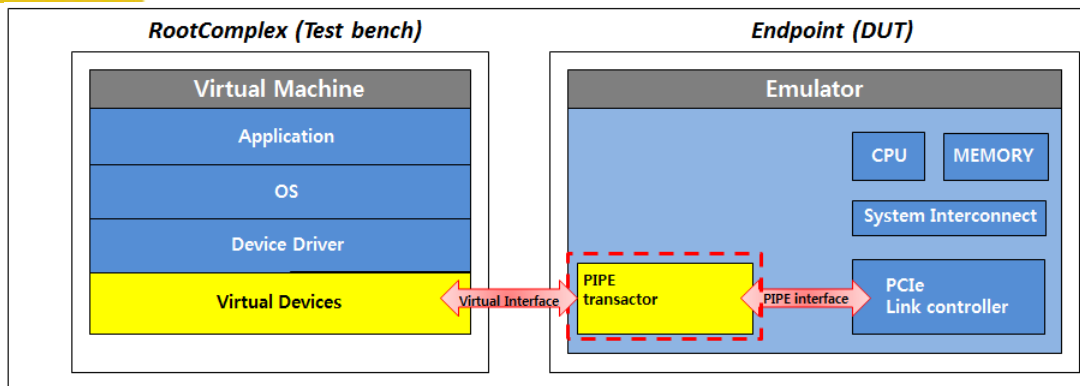 RootComplex (Test bench)
Endpoint (DUT)
Virtual Machine
Application
OS
Device Driver
Virtual Devices
Virtual Interface
Emulator
CPU
MEMORY
System Interconnect
PIPE
transactor
PIPE interface
PCIe
Link controller